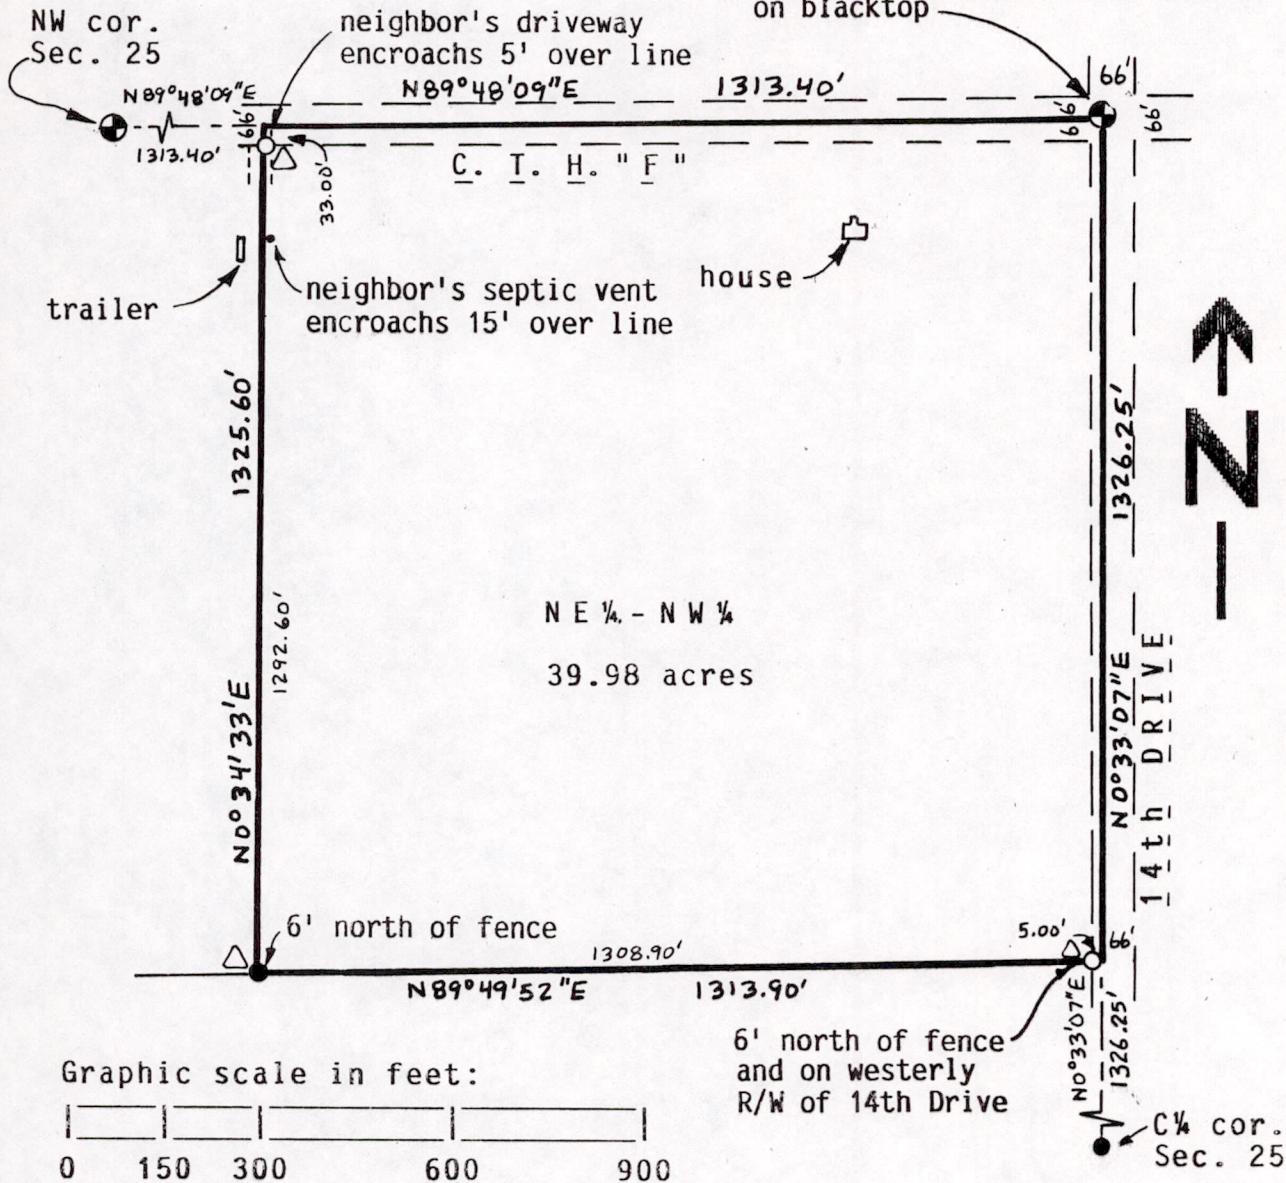 NW cor.
Sec. 25
neighbor's driveway
encroachs 5' over line
on blacktop
N89°48'09"E
1313.40'
N89°48'09"E
1313.40'
66'
66'
66'
66'
66'
33.00'
C. T. H. "F"
trailer
neighbor's septic vent
encroachs 15' over line
house
1325.60'
1326.25'
N
1292.60'
N E ¼ - N W ¼
39.98 acres
N0°34'33'E
N0°33'07"E
14th DRIVE
6' north of fence
1308.90'
5.00'
66'
N89°49'52"E
1313.90'
6' north of fence
and on westerly
R/W of 14th Drive
N0°33'07"E
1326.25'
C¼ cor.
Sec. 25
Graphic scale in feet:
0 150 300 600 900